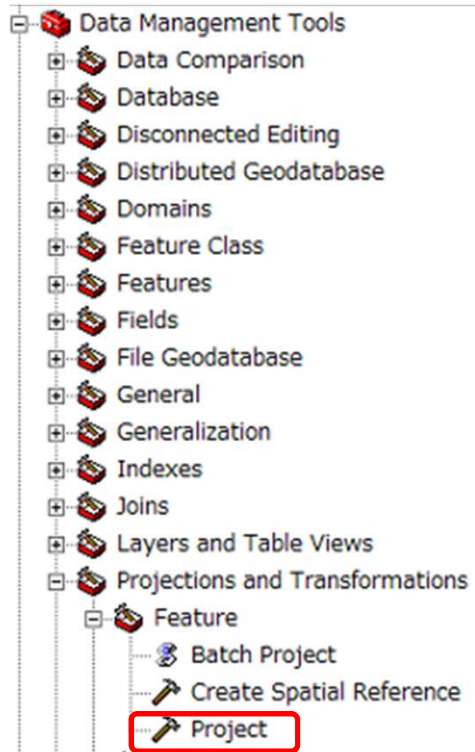 Data Management Tools
Data Comparison
Database
Disconnected Editing
Distributed Geodatabase
Domains
Feature Class
Features
Fields
File Geodatabase
General
Generalization
Indexes
Joins
Layers and Table Views
Projections and Transformations
Feature
Batch Project
Create Spatial Reference
Project